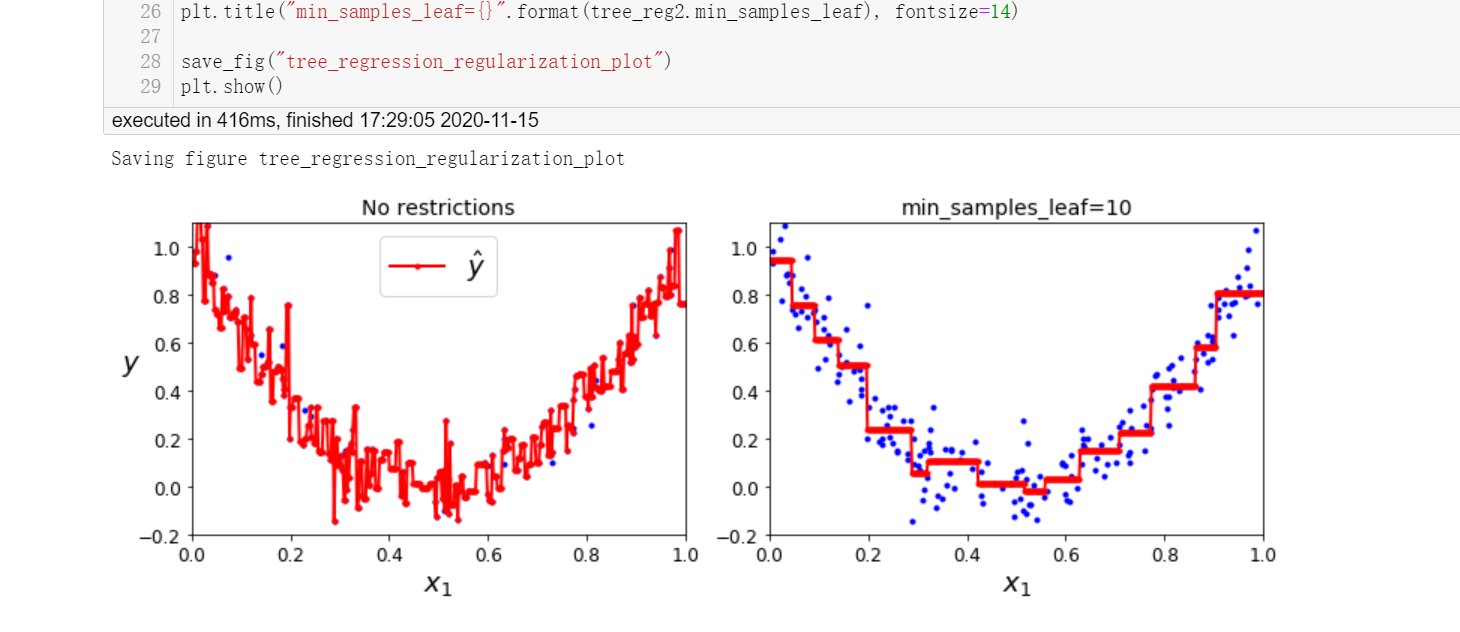 26 plt.title("min_samples_leaf={}".format(tree_reg2.min_samples_leaf), fontsize=14)
27
28 save_fig("tree_regression_regularization_plot")
29 plt.show()
executed in 416ms, finished 17:29:05 2020-11-15
Saving figure tree_regression_regularization_plot
No restrictions
ŷ
y
1.0
0.8
0.6
0.4
0.2
0.0
−0.2
0.0 0.2 0.4 0.6 0.8 1.0
x₁
min_samples_leaf=10
1.0
0.8
0.6
0.4
0.2
0.0
−0.2
0.0 0.2 0.4 0.6 0.8 1.0
x₁